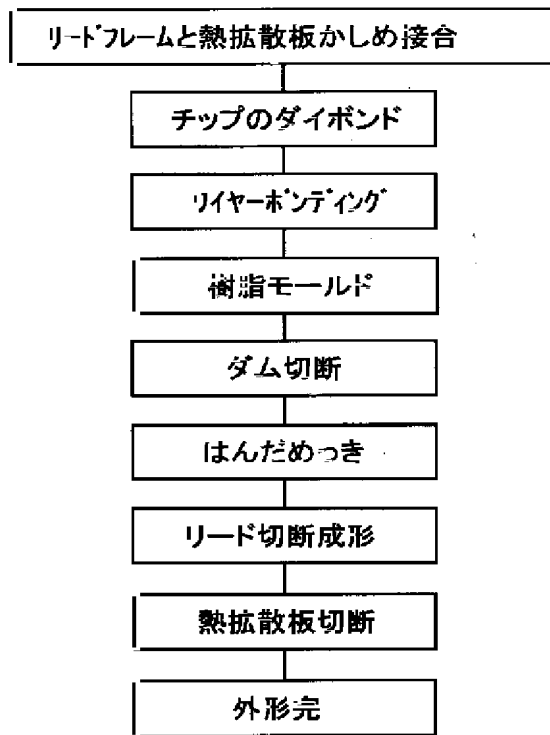 リードフレームと熱拡散板かしめ接合
チップのダイボンド
リイヤーボンディング
樹脂モールド
ダム切断
はんだめっき
リード切断成形
熱拡散板切断
外形完